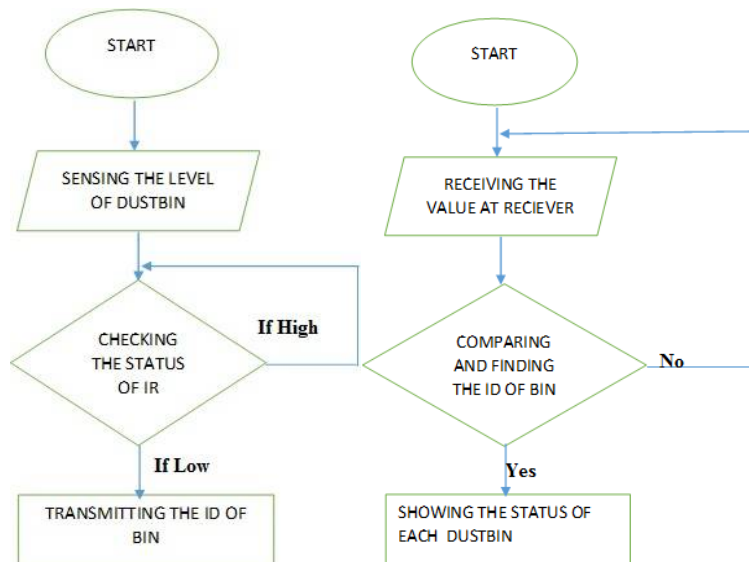 START
SENSING THE LEVEL
OF DUSTBIN
CHECKING
THE STATUS
OF IR
If High
If Low
TRANSMITTING THE ID OF
BIN
START
RECEIVING THE
VALUE AT RECIEVER
COMPARING
AND FINDING
THE ID OF BIN
No
Yes
SHOWING THE STATUS OF
EACH DUSTBIN